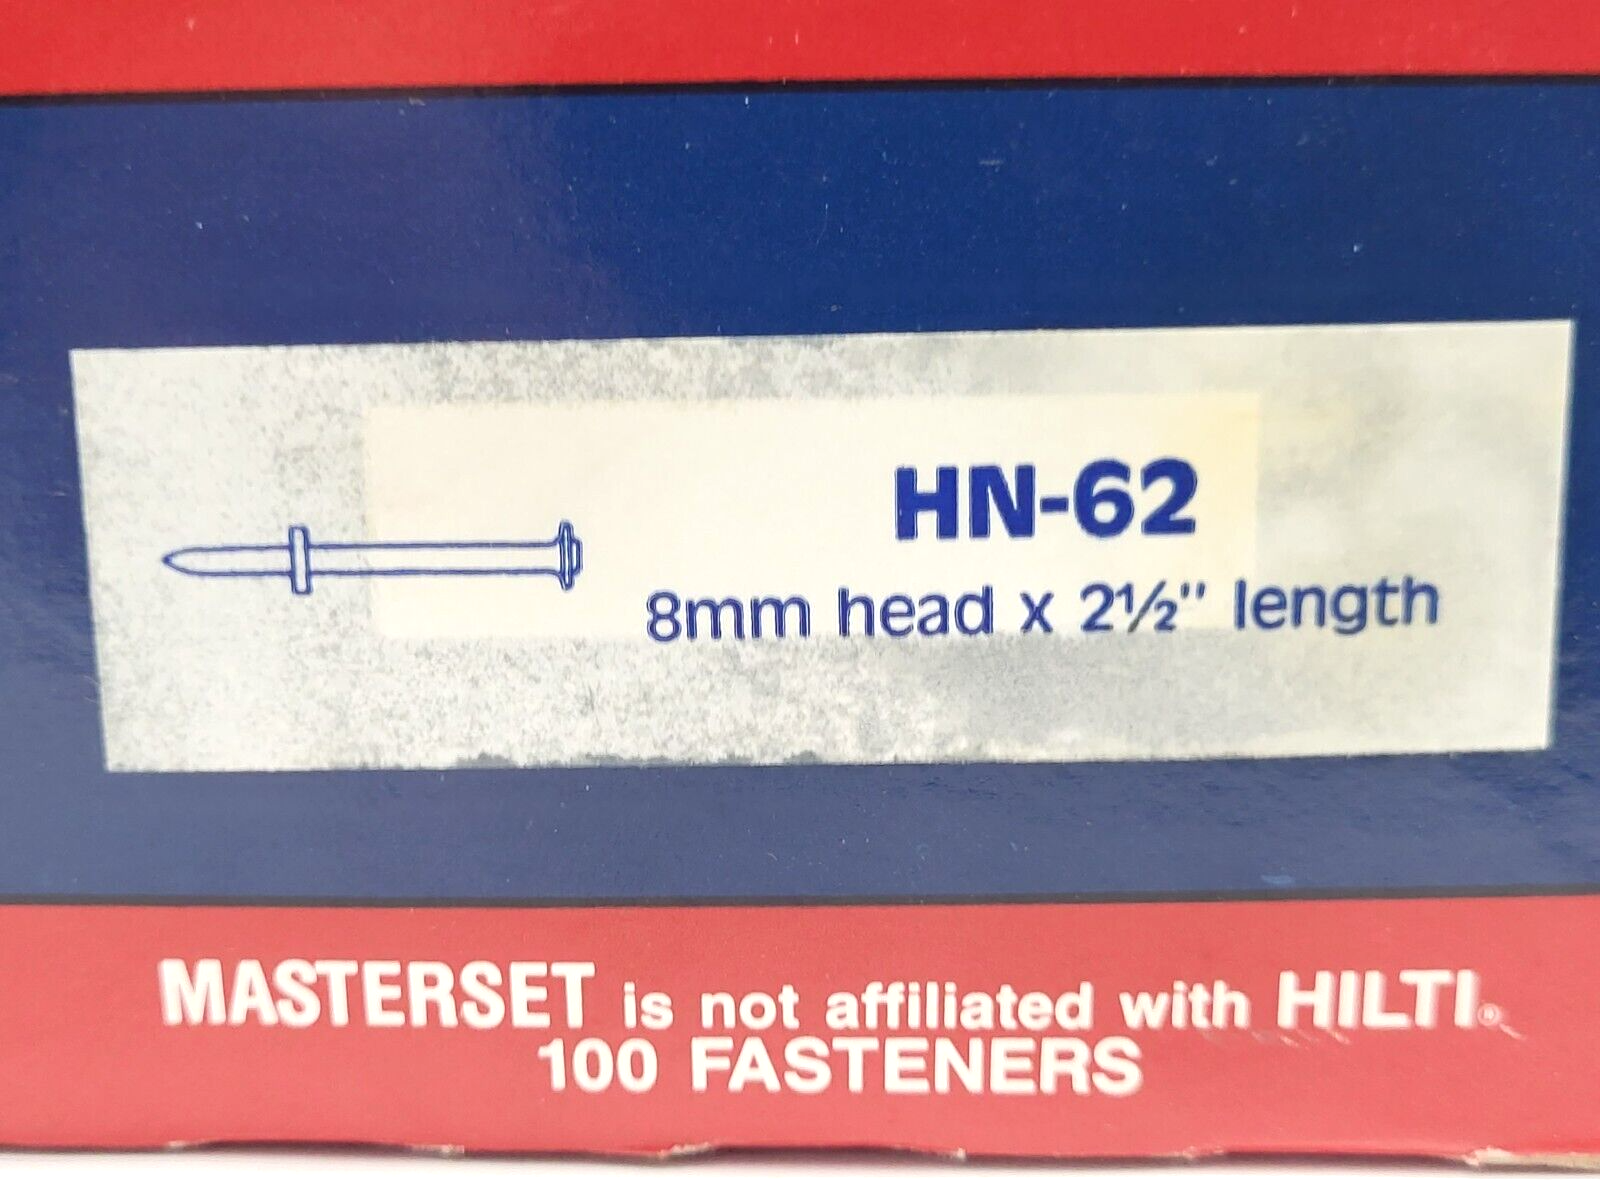 HN-62
8mm head x 2½" length
MASTERSET is not affiliated with HILTI®
100 FASTENERS